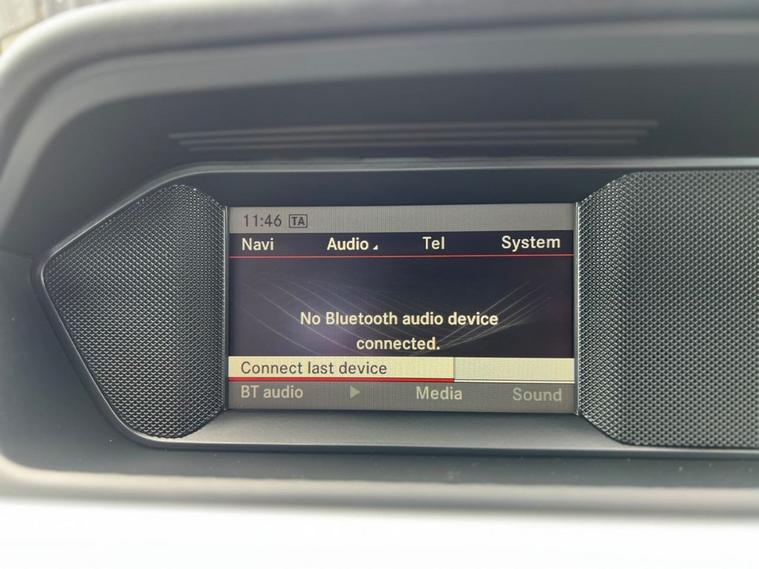 11:46 TA
Navi Audio Tel System
No Bluetooth audio device
connected.
Connect last device
BT audio Media Sound